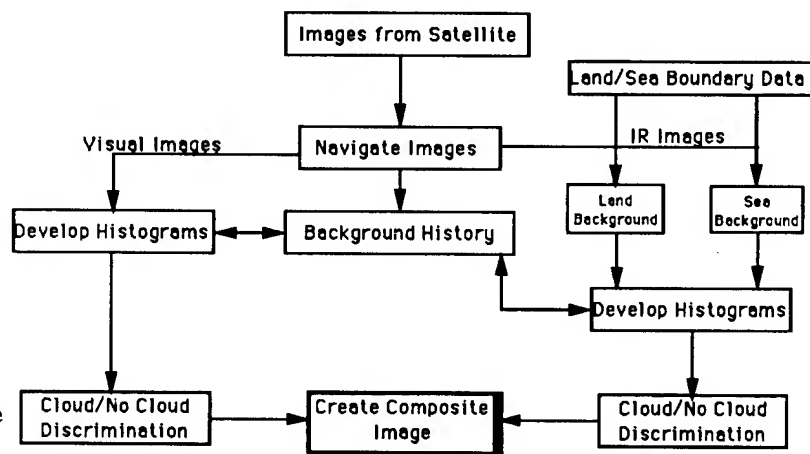 Images from Satellite
Land/Sea Boundary Data
Visual Images
Navigate Images
IR Images
Land
Background
Sea
Background
Develop Histograms
Background History
Develop Histograms
Cloud/No Cloud
Discrimination
Create Composite
Image
Cloud/No Cloud
Discrimination